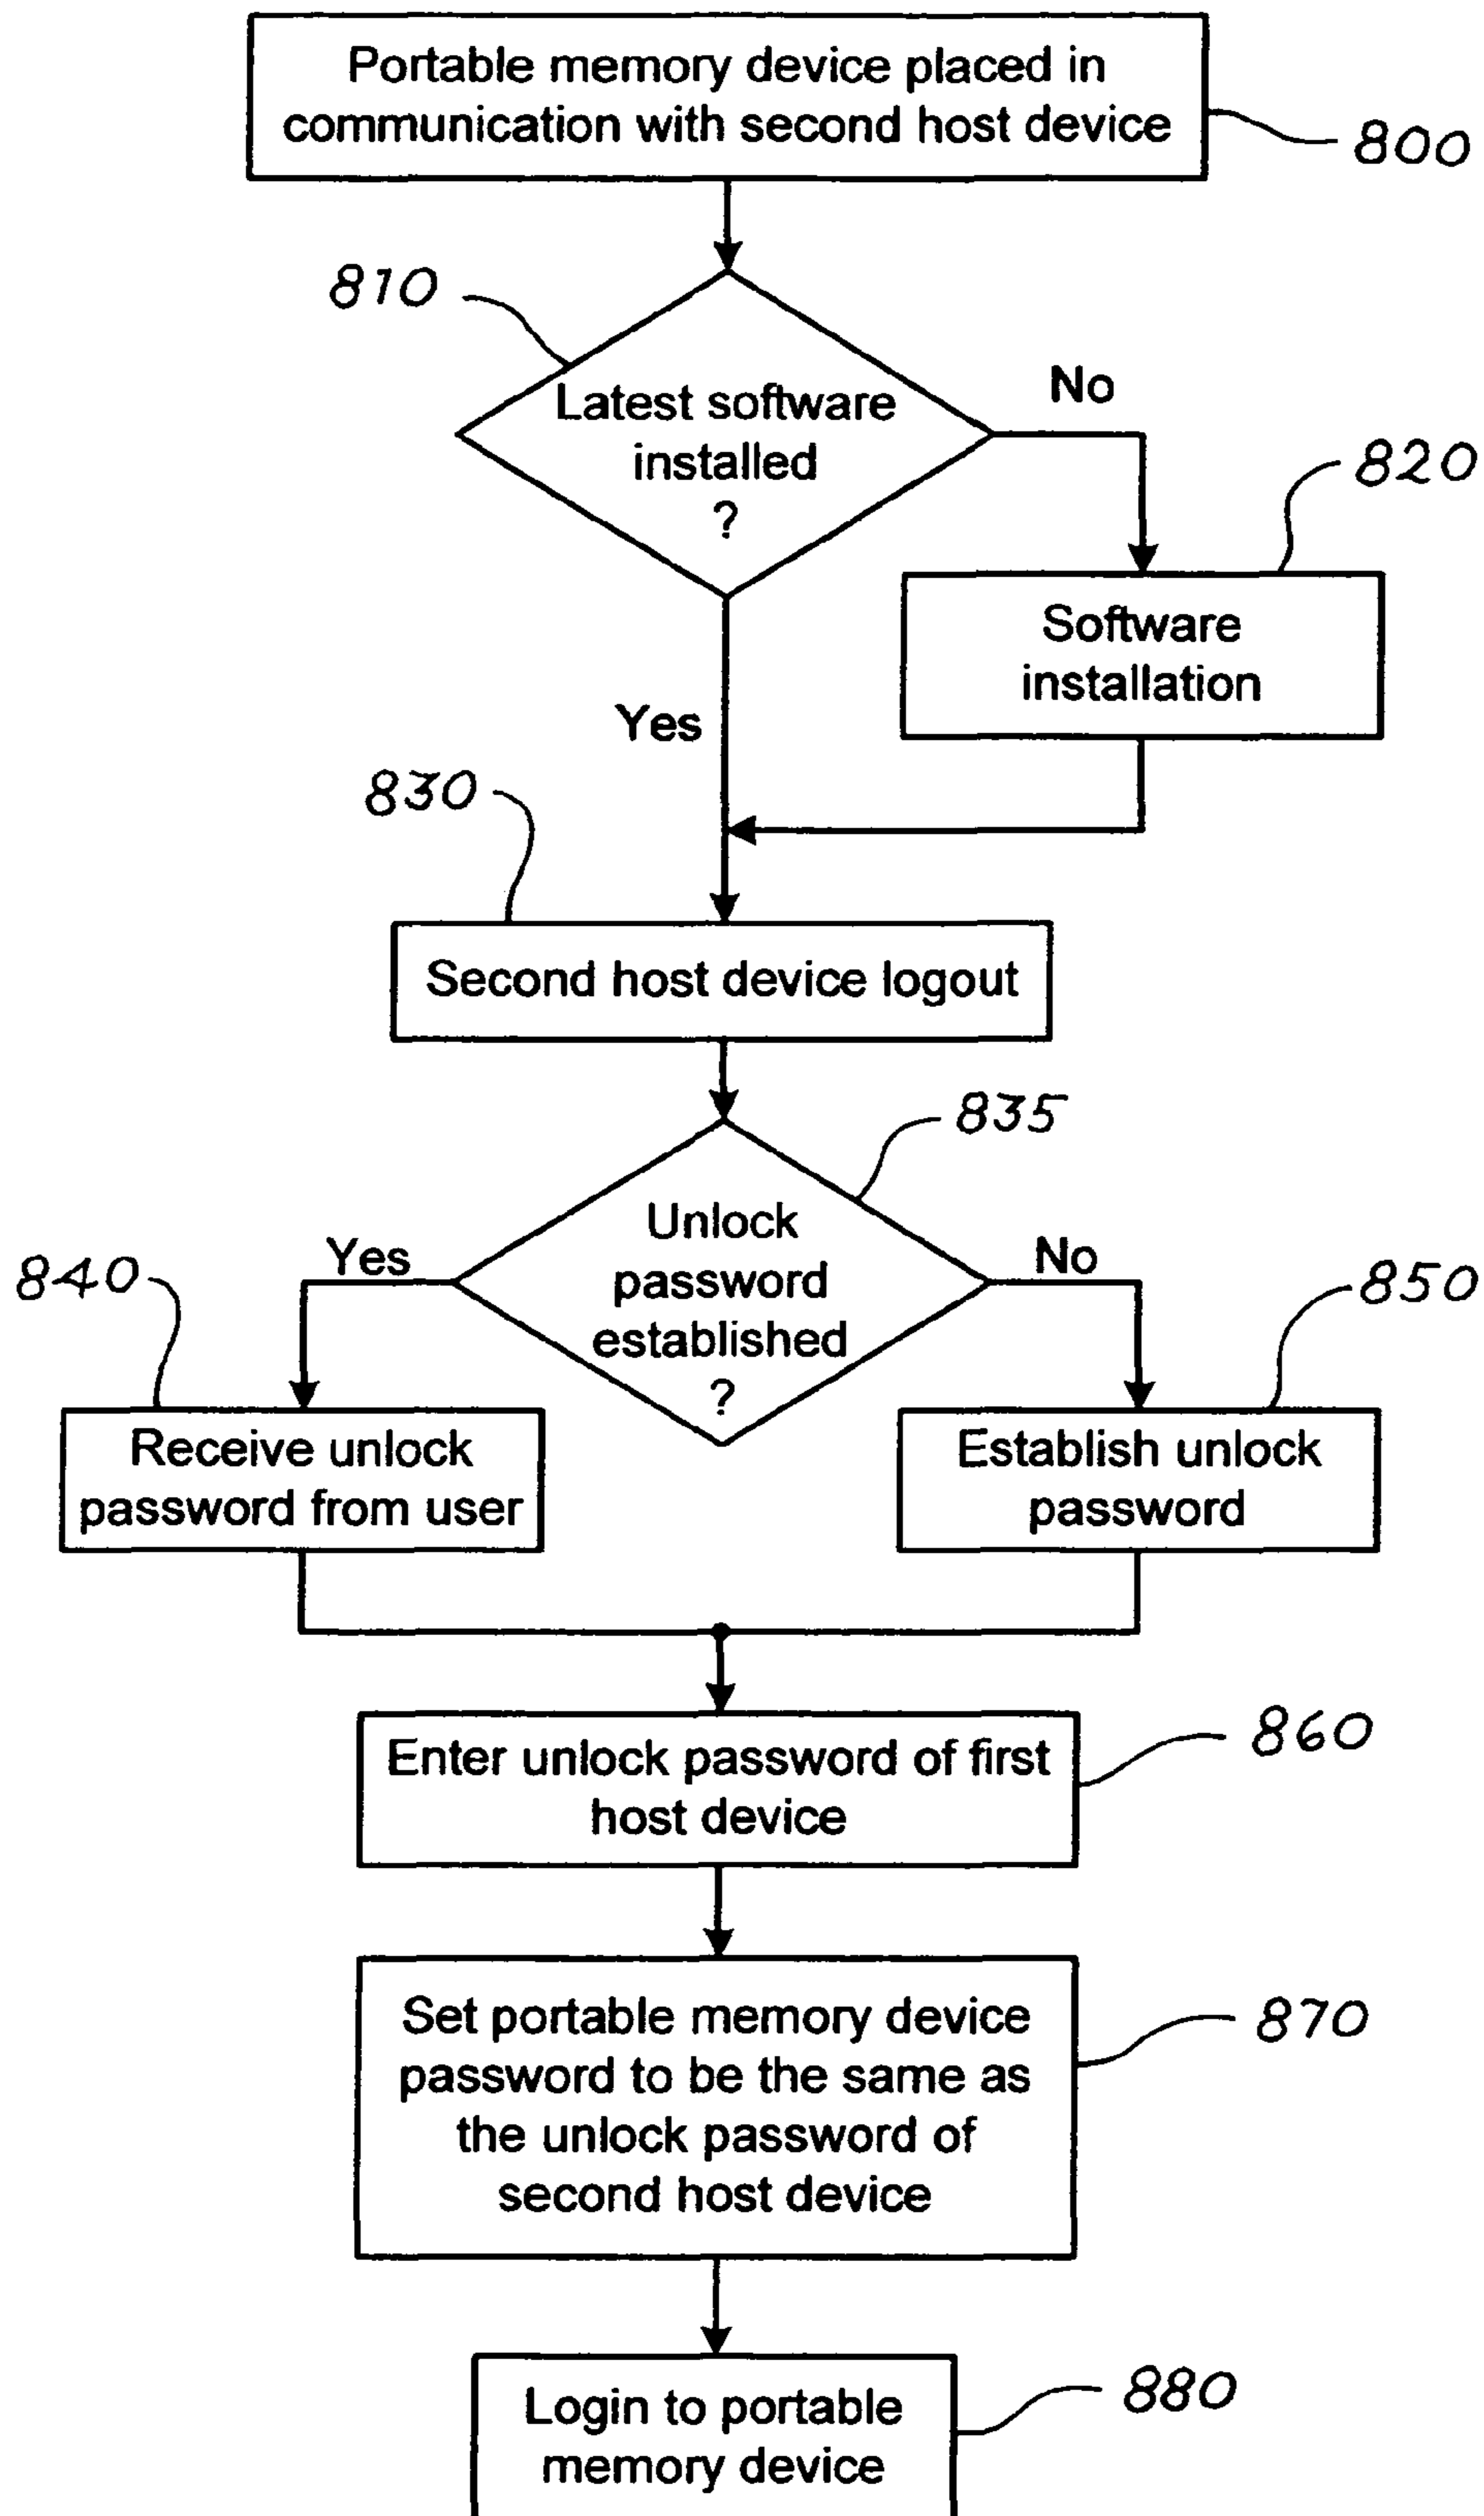 Portable memory device placed in
communication with second host device
800
810
Latest software
installed
?
No
820
Software
installation
Yes
830
Second host device logout
835
Unlock
password
established
?
Yes
No
840
850
Receive unlock
password from user
Establish unlock
password
Enter unlock password of first
host device
860
Set portable memory device
password to be the same as
the unlock password of
second host device
870
Login to portable
memory device
880